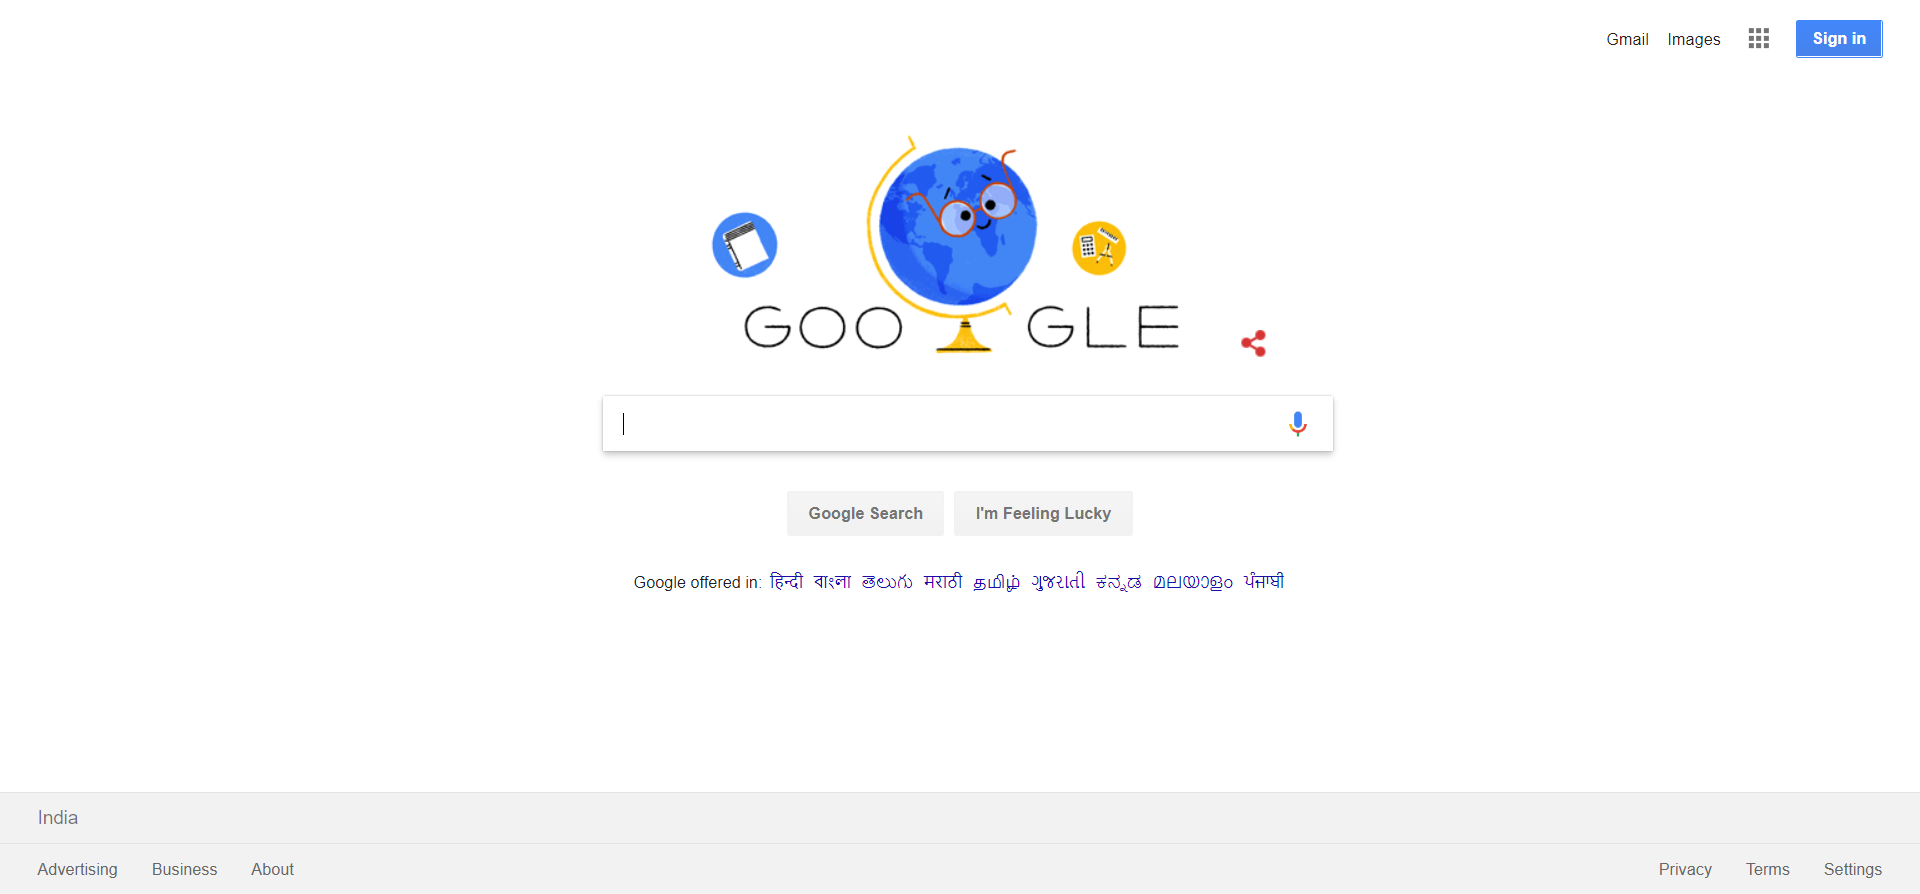 Gmail Images Sign in
GOO GLE
Google Search I'm Feeling Lucky
Google offered in: हिन्दी বাংলা తెలుగు मराठी தமிழ் ગુજરાતી ಕನ್ನಡ മലയാളം ਪੰਜਾਬੀ
India
Advertising Business About Privacy Terms Settings